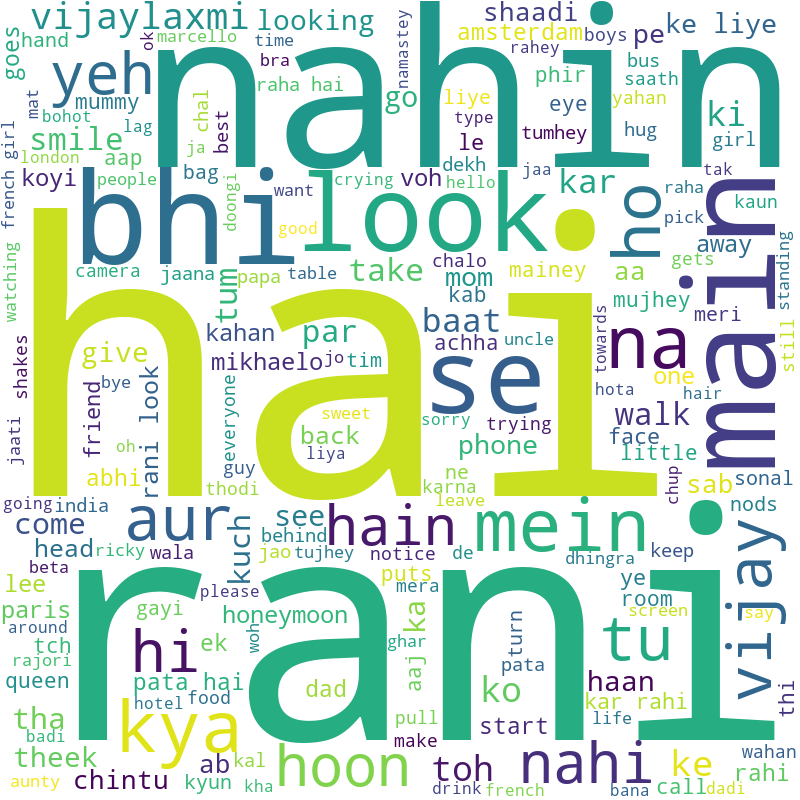 vijaylaxmi
looking
shaadi
amsterdam
ke liye
goes
hand
ok
marcello
time
bra
nahin
namastey
rahey
boys
pe
bus
saath
yeh
mummy
raha hai
go
liye
phir
eye
yahan
mat
bohot
lag
chal
ja
best
type
le
tumhey
hug
ki
girl
smile
french girl
london
people
aap
koyi
bag
doongi
want
good
crying
voh
hello
dekh
jaa
kar
ho
raha
pick
tak
kaun
bhi
look
main
away
gets
watching
camera
jaana
papa
table
take
chalo
mom
kab
mainey
aa
mujhey
meri
standing
tum
kahan
par
hai
baat
achha
uncle
towards
na
still
shakes
give
friend
mikhaelo
jo
tim
se
hota
one
hair
jaati
bye
rani look
everyone
sweet
sorry
trying
walk
face
little
abhi
oh
guy
liya
back
phone
chup
sab
sonal
going
india
thodi
ne
karna
leave
nods
come
aur
kuch
see
behind
hain
mein
head
ricky
wala
jao
tujhey
notice
de
dhingra
keep
vijay
beta
please
puts
mera
ye
room
screen
say
lee
paris
gayi
honeymoon
ka
rani
tu
around
tch
rajori
hi
ek
woh
ghar
aaj
turn
pata
haan
thi
queen
pata hai
hotel
food
dad
ko
kar rahi
life
tha
badi
kya
pull
start
make
theek
ab
kal
hoon
toh
nahi
ke
wahan
rahi
aunty
chintu
kyun
kha
drink
french
bana
call
dadi